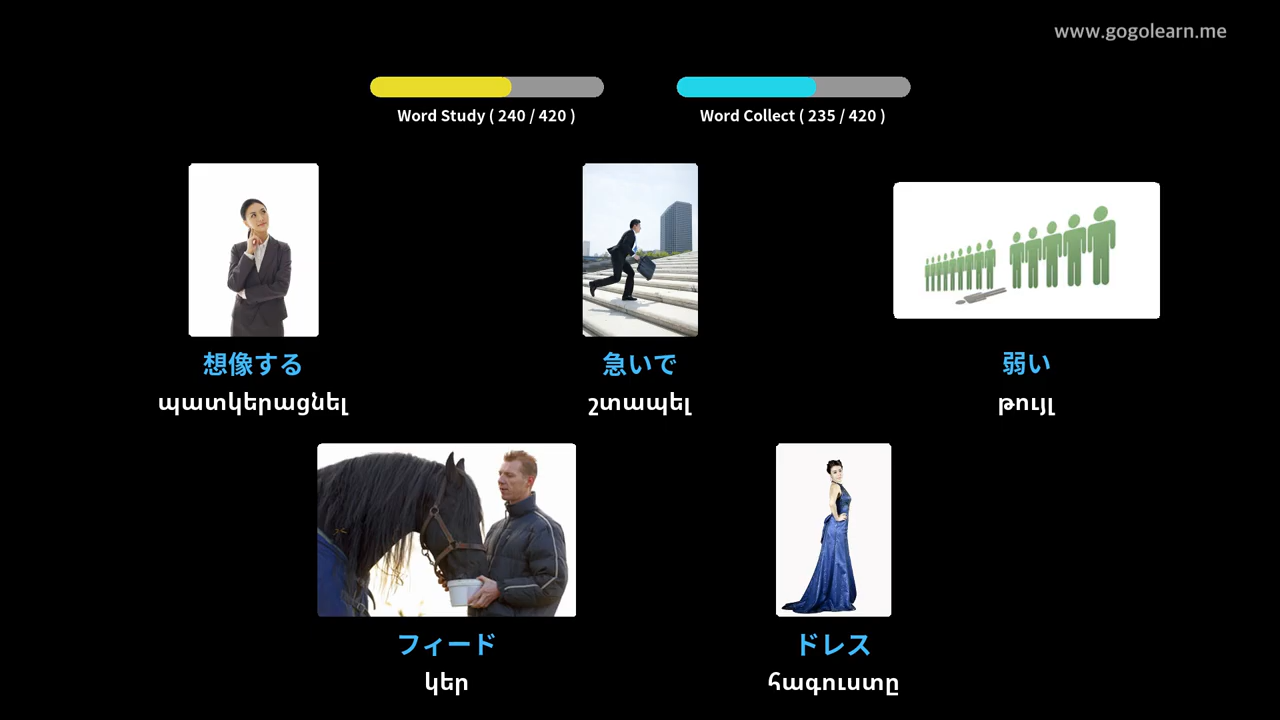 www.gogolearn.me
Word Study ( 240 / 420 )
Word Collect ( 235 / 420 )
想像する
急いで
弱い
պատկերացնել
շտապել
թույլ
フィード
ドレス
կեր
հագուստը